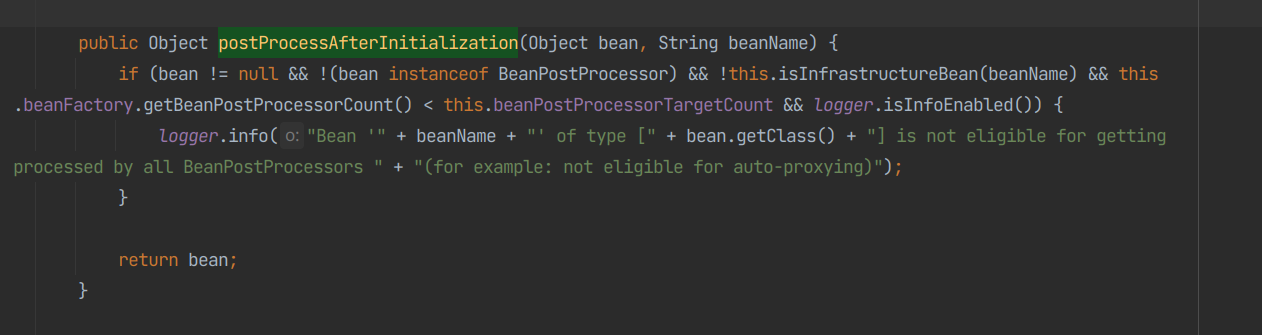 public Object postProcessAfterInitialization(Object bean, String beanName) {
if (bean != null && !(bean instanceof BeanPostProcessor) && !this.isInfrastructureBean(beanName) && this
.beanFactory.getBeanPostProcessorCount() < this.beanPostProcessorTargetCount && logger.isInfoEnabled()) {
logger.info( o: "Bean '" + beanName + "' of type [" + bean.getClass() + "] is not eligible for getting
processed by all BeanPostProcessors " + "(for example: not eligible for auto-proxying)");
}
return bean;
}